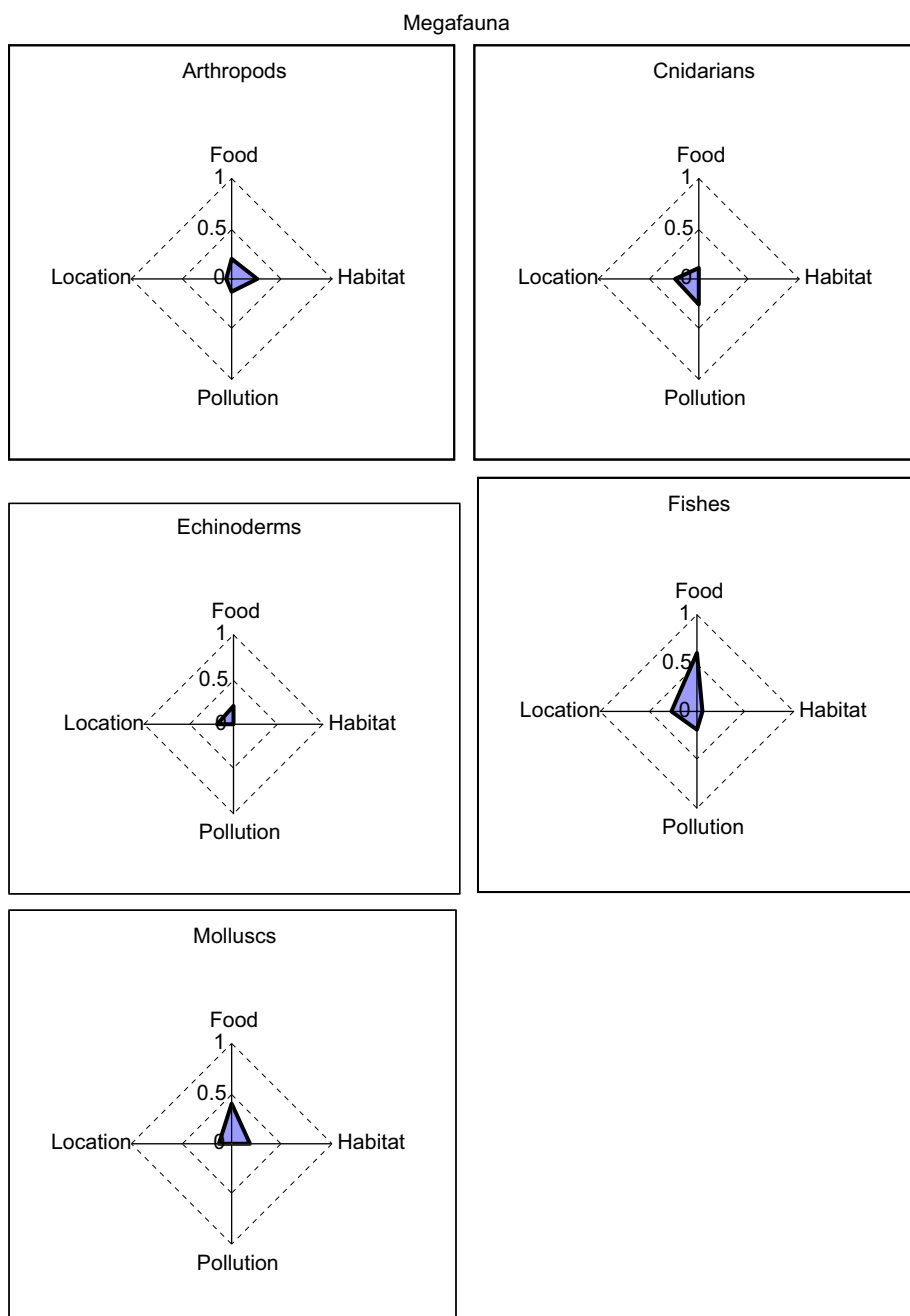 Megafauna
Arthropods
Food
1
0.5
Location 0 Habitat
Pollution
Cnidarians
Food
1
0.5
Location 0 Habitat
Pollution
Echinoderms
Food
1
0.5
Location 0 Habitat
Pollution
Fishes
Food
1
0.5
Location 0 Habitat
Pollution
Molluscs
Food
1
0.5
Location 0 Habitat
Pollution